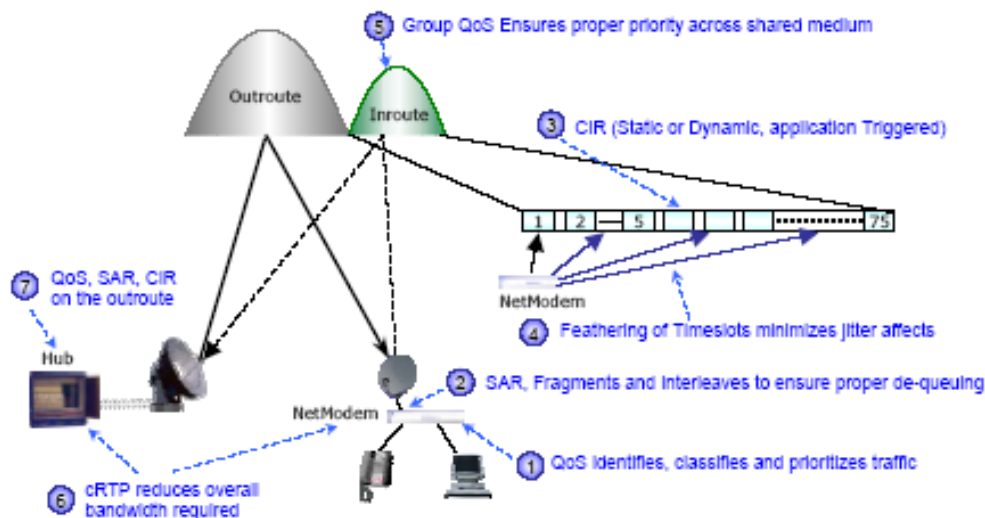 5 Group QoS Ensures proper priority across shared medium
Outroute
Inroute
3 CIR (Static or Dynamic, application Triggered)
1 2 5 75
NetModem
4 Feathering of Timeslots minimizes jitter affects
7 QoS, SAR, CIR
on the outroute
Hub
2 SAR, Fragments and Interleaves to ensure proper de-queuing
NetModem
1 QoS Identifies, classifies and prioritizes traffic
6 cRTP reduces overall
bandwidth required